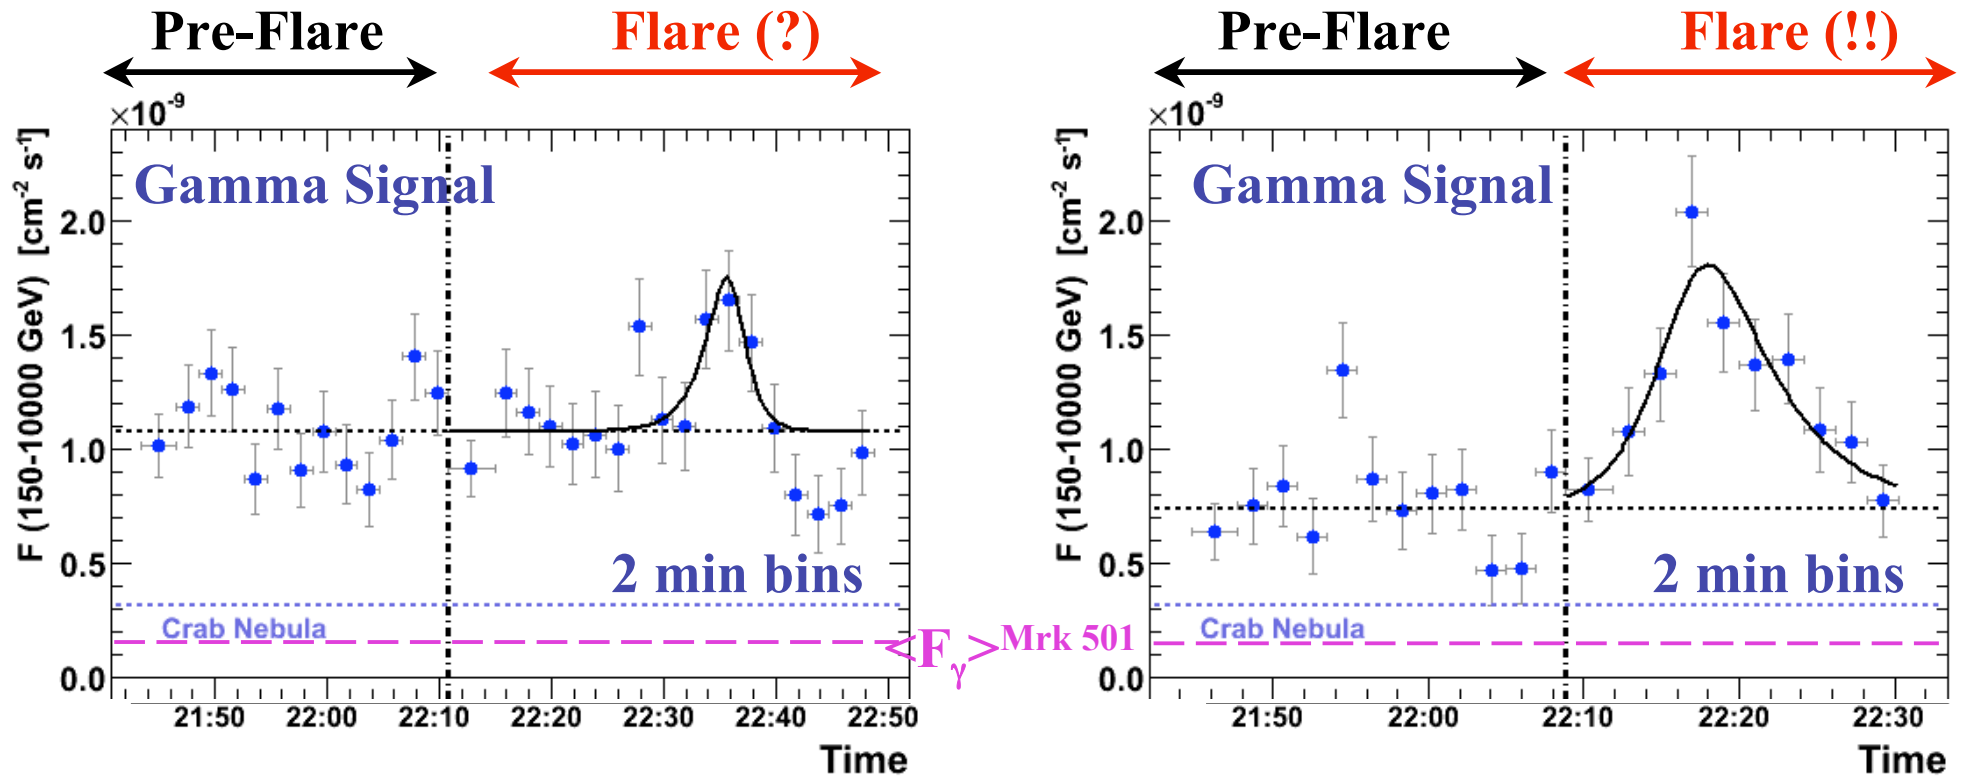 Pre-Flare
Flare (?)
×10⁻⁹
F (150-10000 GeV) [cm⁻² s⁻¹]
Gamma Signal
2.0
1.5
1.0
0.5
0.0
2 min bins
Crab Nebula
21:50 22:00 22:10 22:20 22:30 22:40 22:50
Time
<Fγ>Mrk 501
Pre-Flare
Flare (!!)
×10⁻⁹
F (150-10000 GeV) [cm⁻² s⁻¹]
Gamma Signal
2.0
1.5
1.0
0.5
0.0
2 min bins
Crab Nebula
21:50 22:00 22:10 22:20 22:30
Time